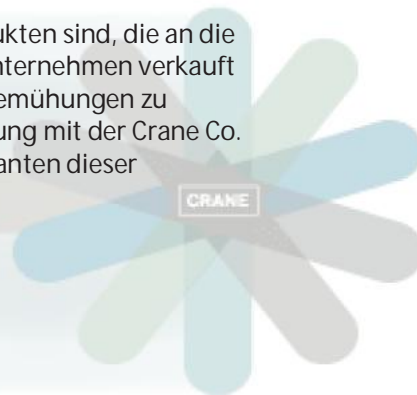 ukten sind, die an die
nternehmen verkauft
emühungen zu
ung mit der Crane Co.
anten dieser
CRANE